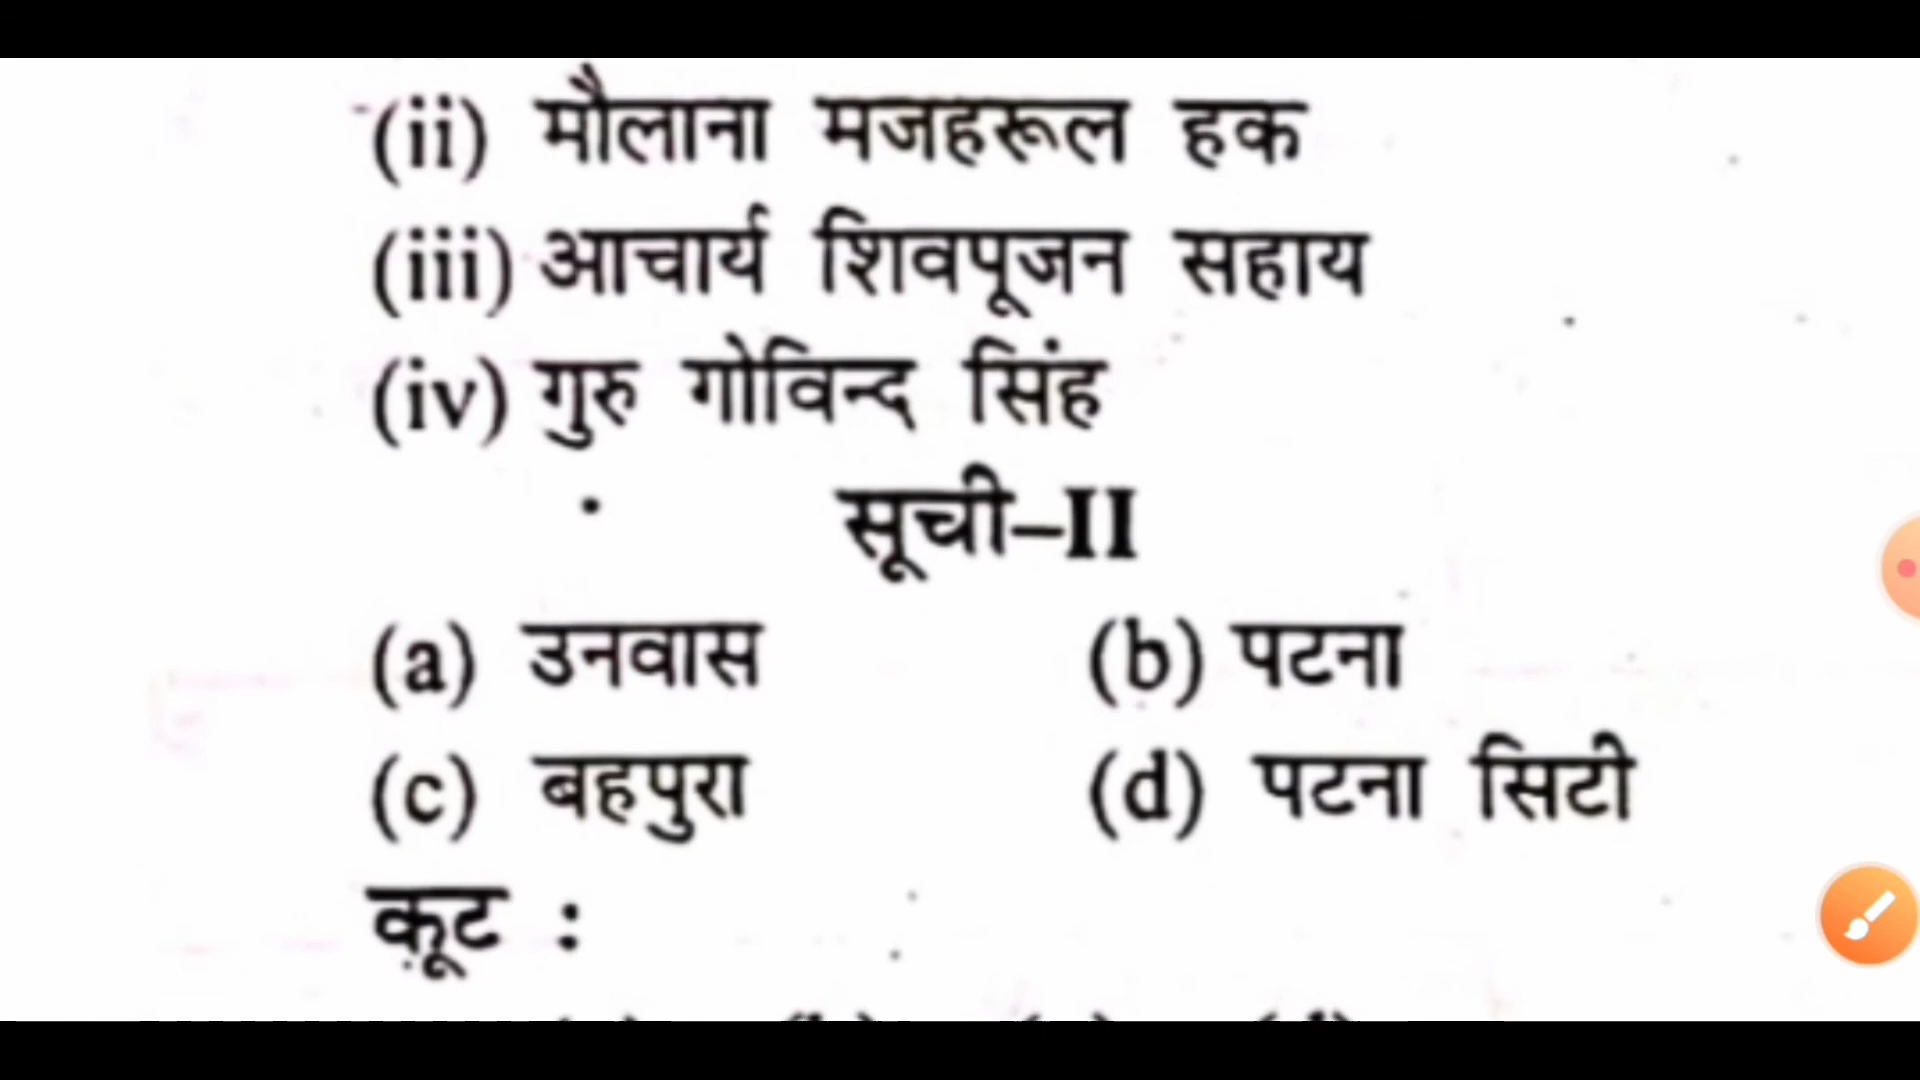 (ii) मौलाना मजहरूल हक
(iii) आचार्य शिवपूजन सहाय
(iv) गुरु गोविन्द सिंह
सूची–II
(a) उनवास (b) पटना
(c) बहपुरा (d) पटना सिटी
कूट :